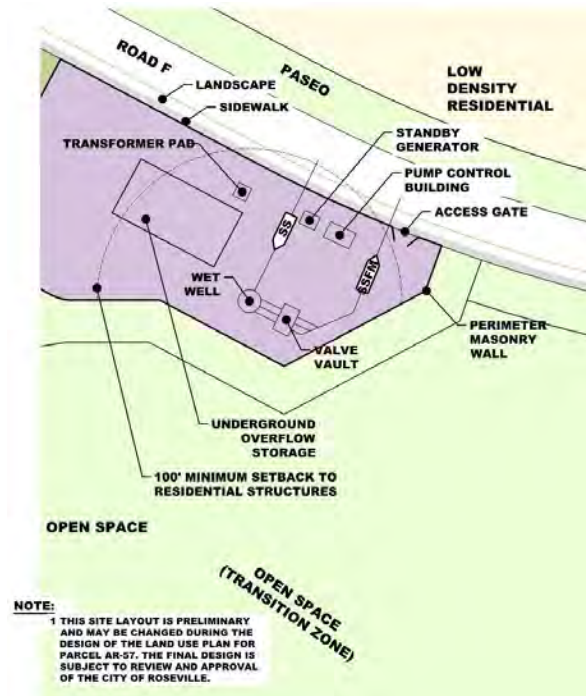 ROAD F
PASEO
LOW
DENSITY
RESIDENTIAL
LANDSCAPE
SIDEWALK
TRANSFORMER PAD
STANDBY
GENERATOR
PUMP CONTROL
BUILDING
ACCESS GATE
SS
SSFM
WET
WELL
VALVE
VAULT
PERIMETER
MASONRY
WALL
UNDERGROUND
OVERFLOW
STORAGE
100' MINIMUM SETBACK TO
RESIDENTIAL STRUCTURES
OPEN SPACE
OPEN SPACE
(TRANSITION ZONE)
NOTE:
1 THIS SITE LAYOUT IS PRELIMINARY
AND MAY BE CHANGED DURING THE
DESIGN OF THE LAND USE PLAN FOR
PARCEL AR-57. THE FINAL DESIGN IS
SUBJECT TO REVIEW AND APPROVAL
OF THE CITY OF ROSEVILLE.